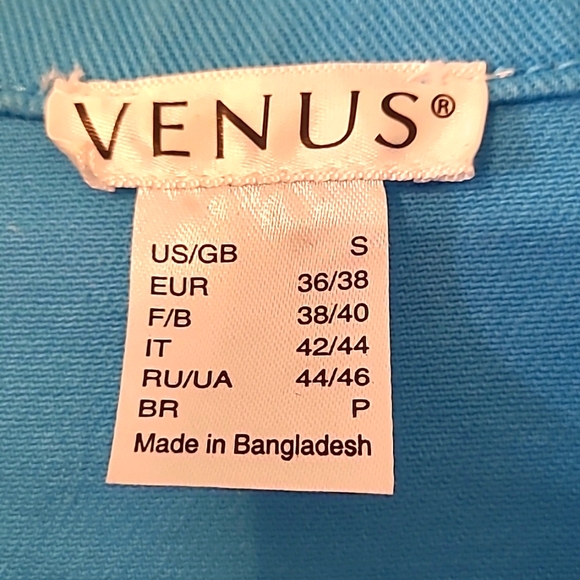 VENUS®
US/GB S
EUR 36/38
F/B 38/40
IT 42/44
RU/UA 44/46
BR P
Made in Bangladesh